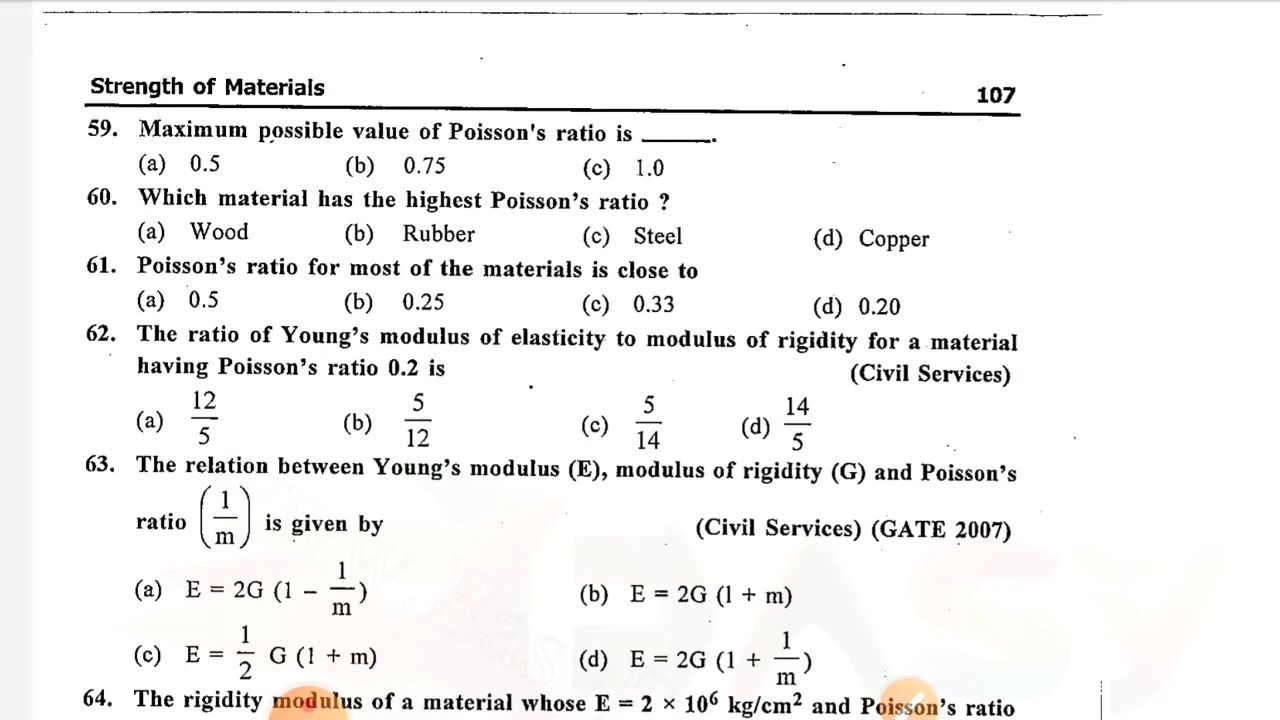 Strength of Materials 107
59. Maximum possible value of Poisson's ratio is ______.
(a) 0.5 (b) 0.75 (c) 1.0
60. Which material has the highest Poisson's ratio ?
(a) Wood (b) Rubber (c) Steel (d) Copper
61. Poisson's ratio for most of the materials is close to
(a) 0.5 (b) 0.25 (c) 0.33 (d) 0.20
62. The ratio of Young's modulus of elasticity to modulus of rigidity for a material
having Poisson's ratio 0.2 is (Civil Services)
(a) 12/5 (b) 5/12 (c) 5/14 (d) 14/5
63. The relation between Young's modulus (E), modulus of rigidity (G) and Poisson's
ratio (1/m) is given by (Civil Services) (GATE 2007)
(a) E = 2G (1 − 1/m) (b) E = 2G (1 + m)
(c) E = 1/2 G (1 + m) (d) E = 2G (1 + 1/m)
64. The rigidity modulus of a material whose E = 2 × 10⁶ kg/cm² and Poisson's ratio